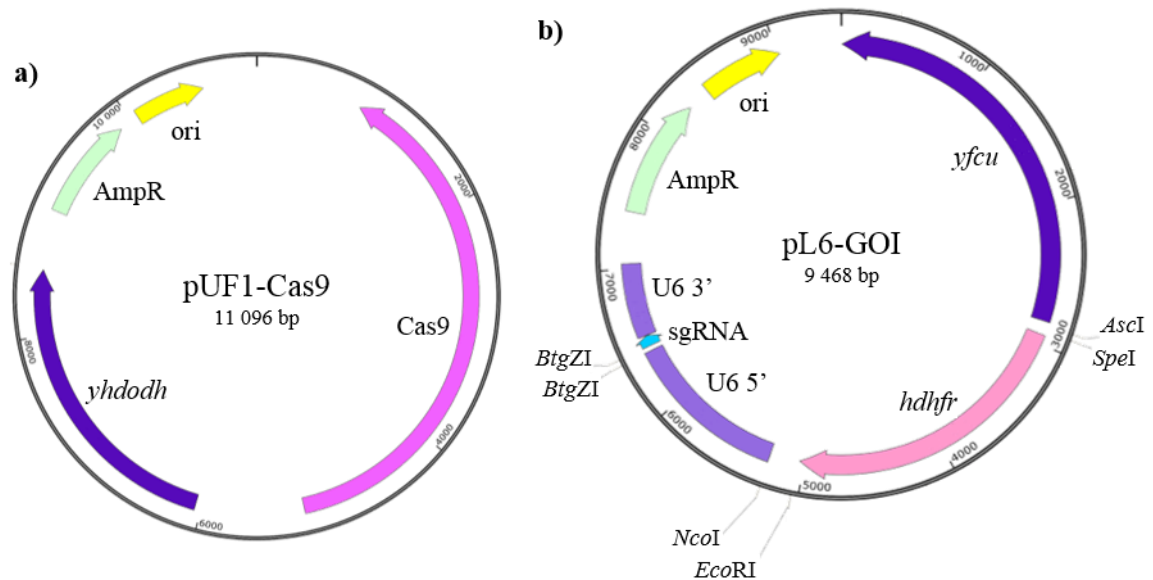 a)
10 000
ori
AmpR
2000
pUF1-Cas9
11 096 bp
Cas9
8000
yhdodh
4000
6000
b)
9000
1000
ori
8000
yfcu
AmpR
2000
pL6-GOI
9 468 bp
7000
U6 3’
sgRNA
AscI
3000
SpeI
BtgZI
BtgZI
U6 5’
hdhfr
6000
4000
5000
NcoI
EcoRI